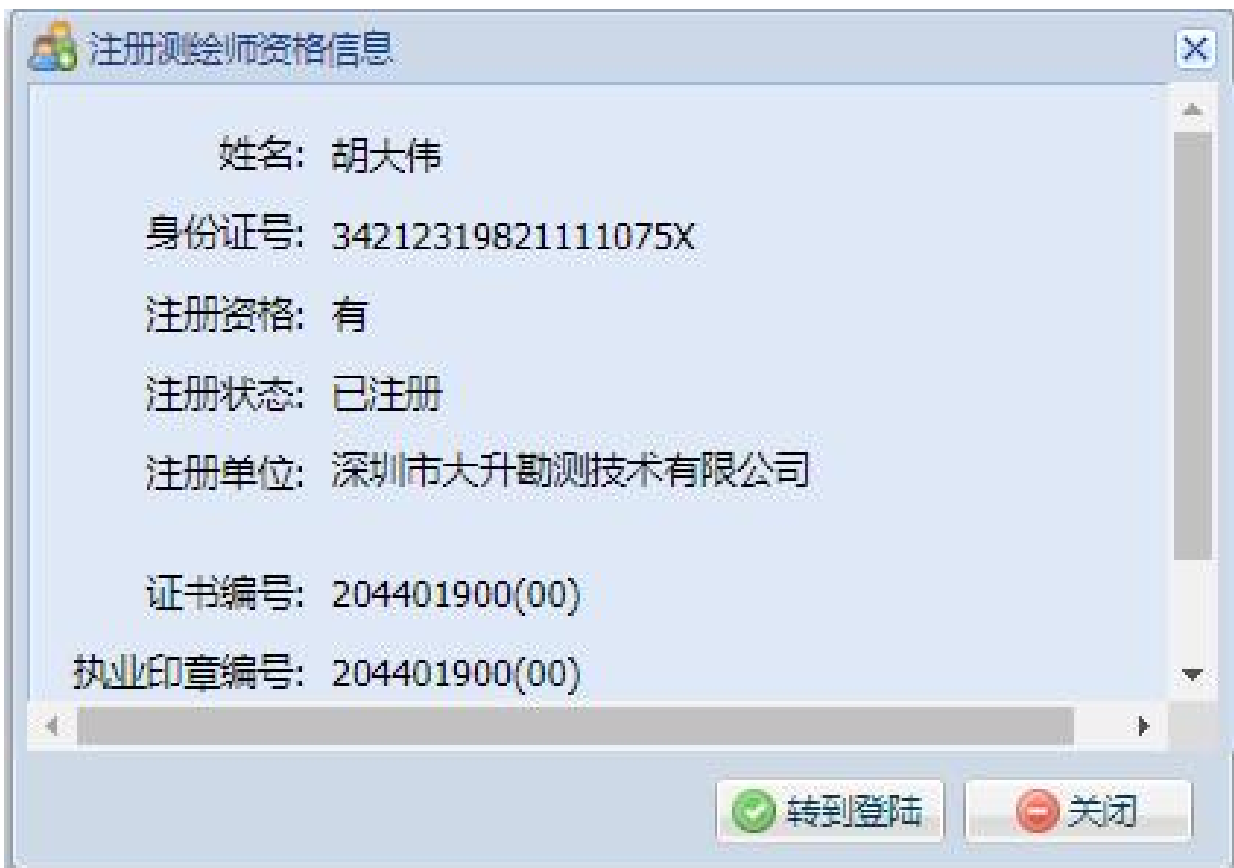 注册测绘师资格信息
姓名: 胡大伟
身份证号: 34212319821111075X
注册资格: 有
注册状态: 已注册
注册单位: 深圳市大升勘测技术有限公司
证书编号: 204401900(00)
执业印章编号: 204401900(00)
转到登陆 关闭